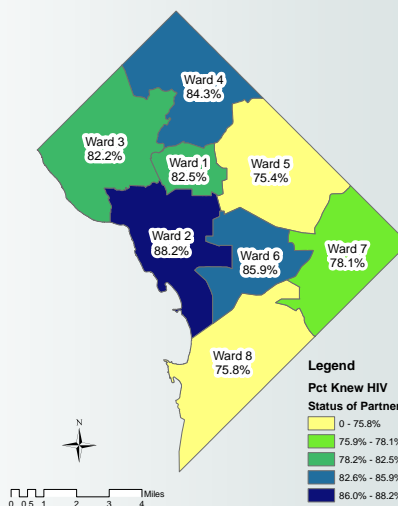 Ward 4
84.3%
Ward 3
82.2%
Ward 1
82.5%
Ward 5
75.4%
Ward 2
88.2%
Ward 6
85.9%
Ward 7
78.1%
Ward 8
75.8%
Legend
Pct Knew HIV
Status of Partner
0 - 75.8%
75.9% - 78.1%
78.2% - 82.5%
82.6% - 85.9%
86.0% - 88.2%
N
Miles
0 0.5 1 2 3 4